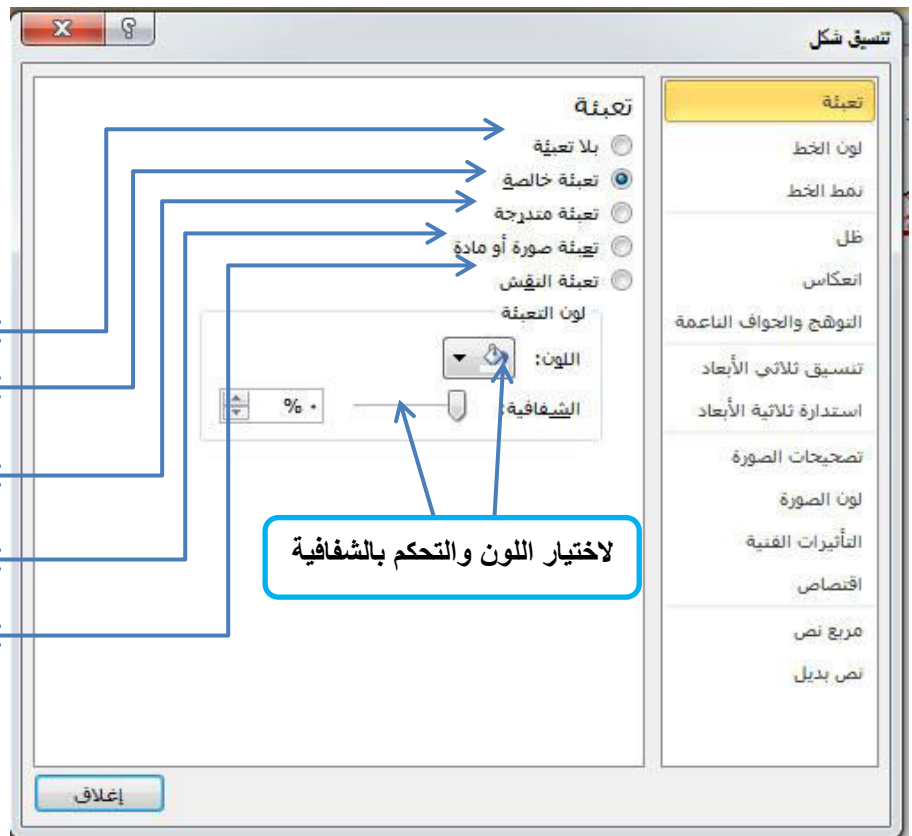 تنسيق شكل
تعبئة
لون الخط
نمط الخط
ظل
انعكاس
التوهج والحواف الناعمة
تنسيق ثلاثي الأبعاد
استدارة ثلاثية الأبعاد
تصحيحات الصورة
لون الصورة
التأثيرات الفنية
اقتصاص
مربع نص
نص بديل
تعبئة
بلا تعبئة
تعبئة خالصة
تعبئة متدرجة
تعبئة صورة أو مادة
تعبئة النقش
لون التعبئة
اللون:
الشفافية: ٠ %
لاختيار اللون والتحكم بالشفافية
إغلاق